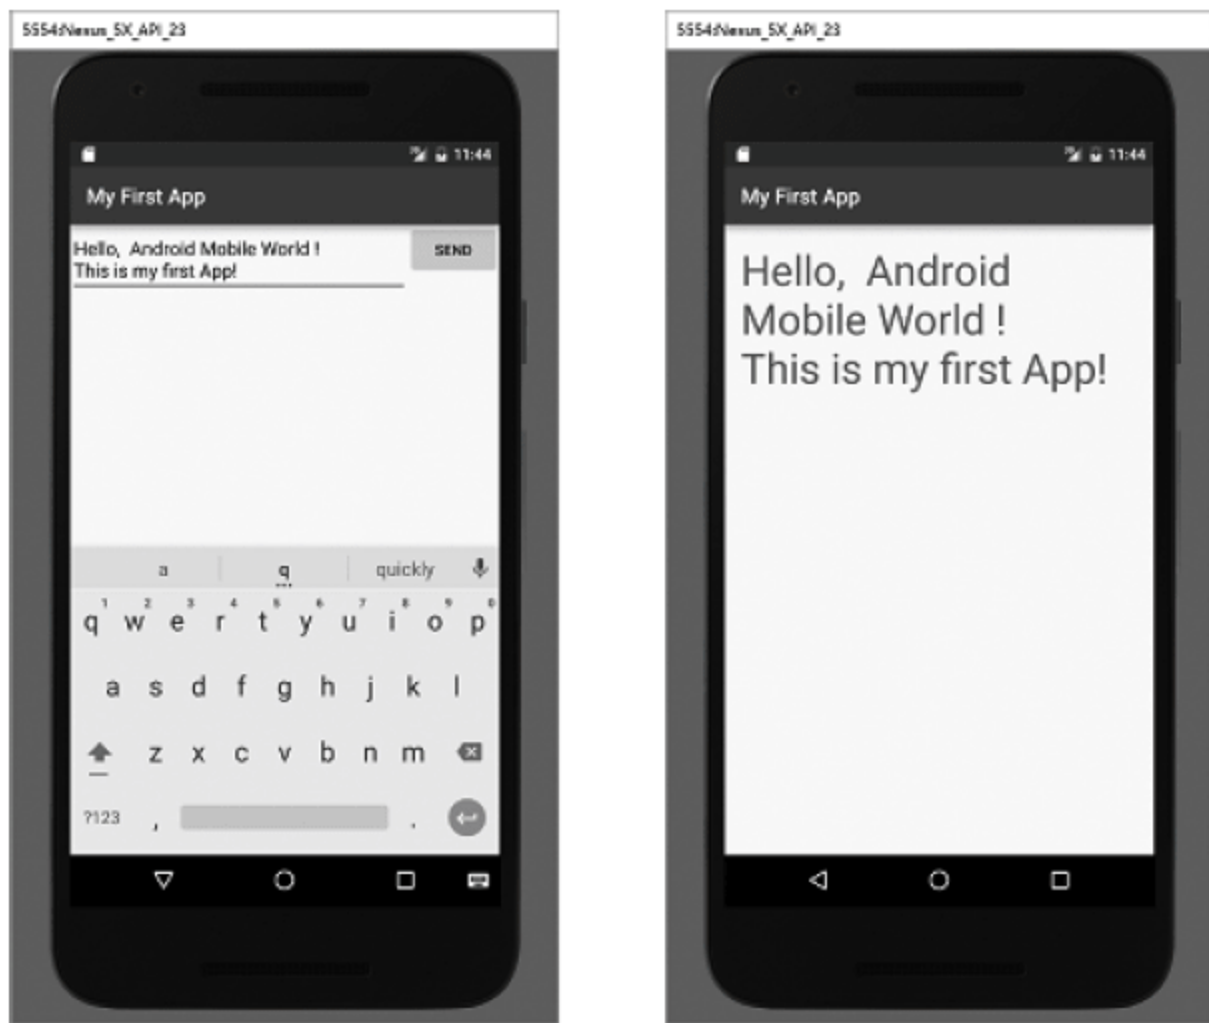 5554:Nexus_5X_API_23
11:44
My First App
Hello,  Android Mobile World !
This is my first App!
SEND
a q quickly
1 2 3 4 5 6 7 8 9 0
q w e r t y u i o p
a s d f g h j k l
z x c v b n m
?123 , .
5554:Nexus_5X_API_23
11:44
My First App
Hello,  Android
Mobile World !
This is my first App!